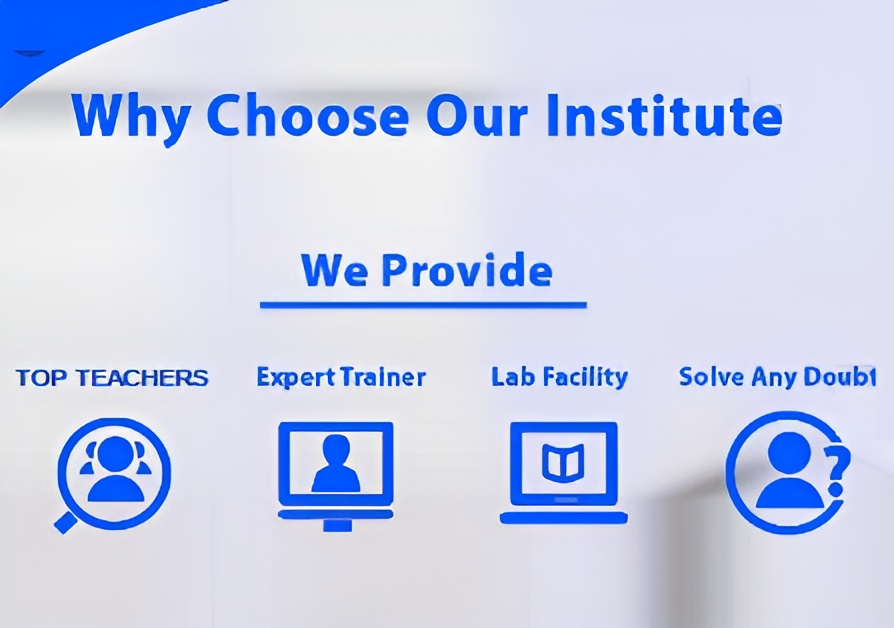 Why Choose Our Institute
We Provide
TOP TEACHERS Expert Trainer Lab Facility Solve Any Doubt
?